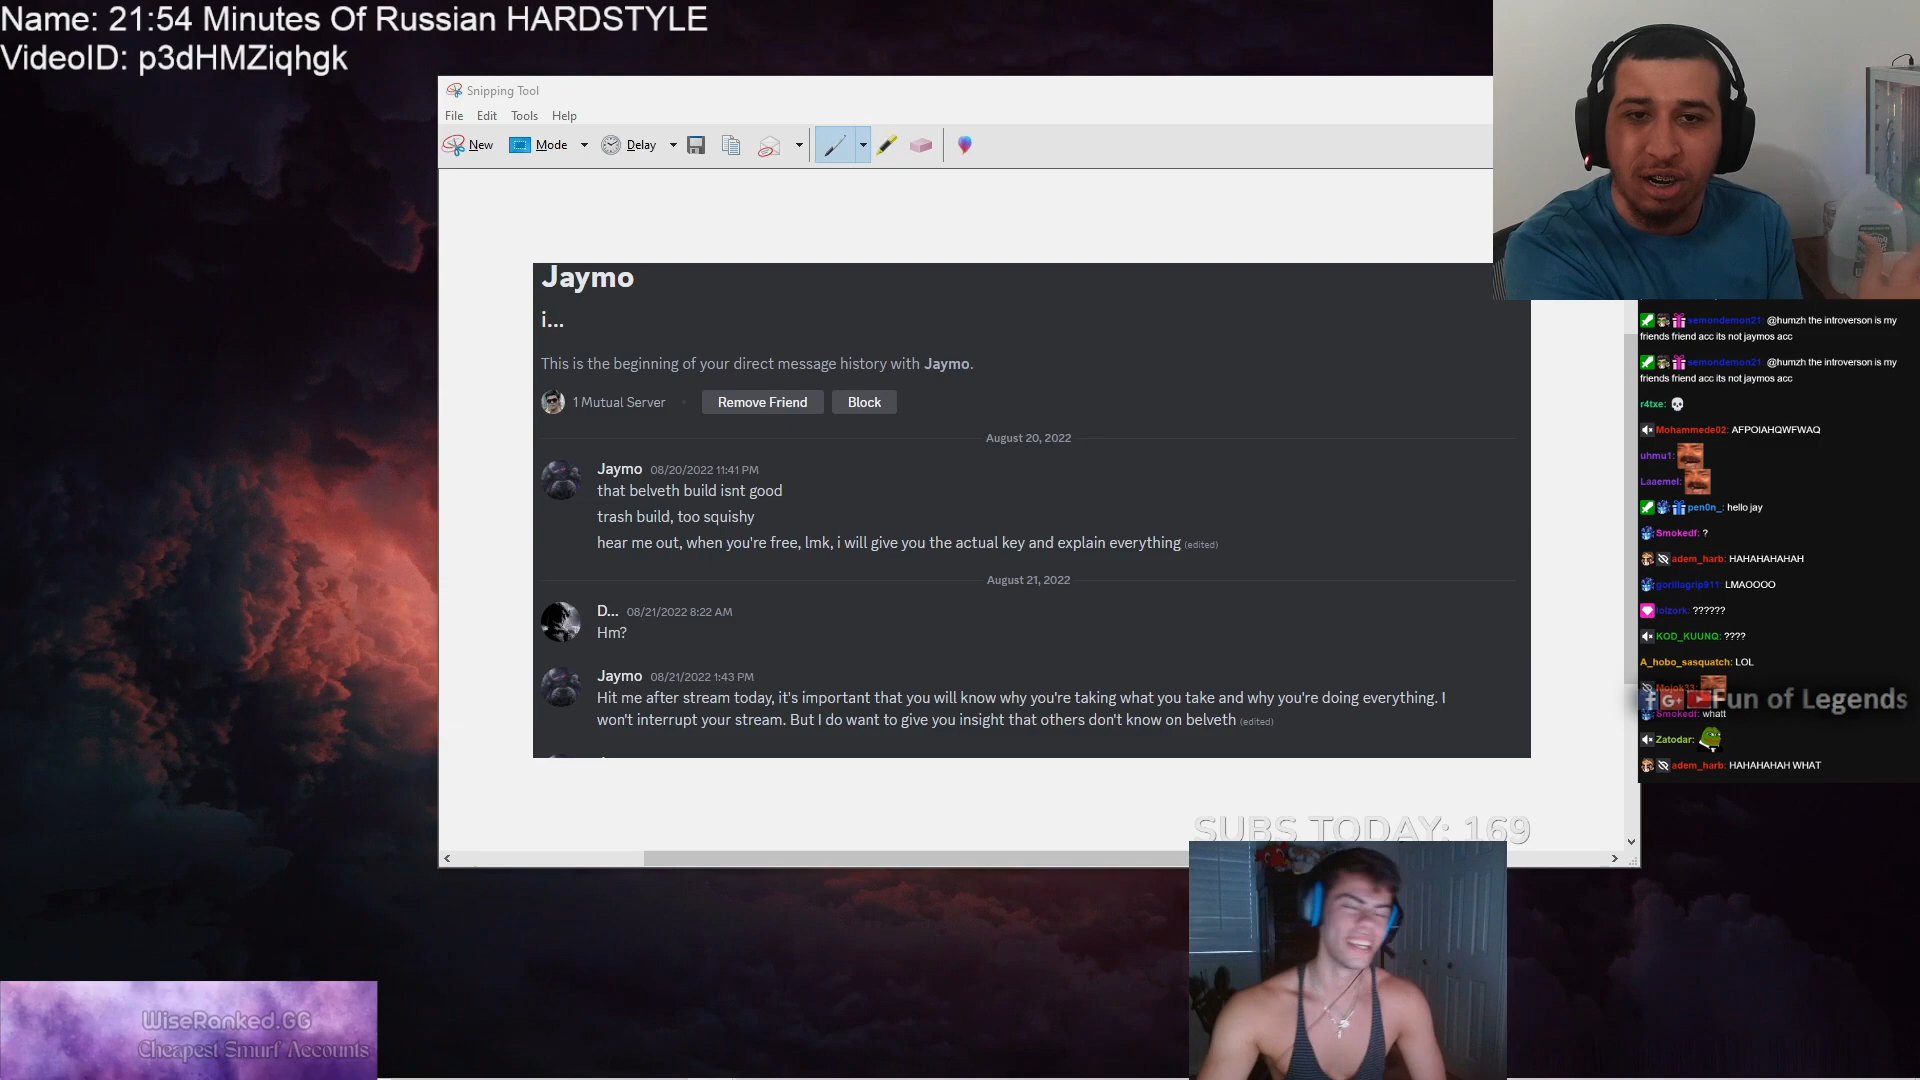 Name: 21:54 Minutes Of Russian HARDSTYLE
VideoID: p3dHMZiqhgk
Snipping Tool
File Edit Tools Help
New Mode Delay
Jaymo
i...
This is the beginning of your direct message history with Jaymo.
1 Mutual Server Remove Friend Block
August 20, 2022
Jaymo 08/20/2022 11:41 PM
that belveth build isnt good
trash build, too squishy
hear me out, when you're free, lmk, i will give you the actual key and explain everything (edited)
August 21, 2022
D... 08/21/2022 8:22 AM
Hm?
Jaymo 08/21/2022 1:43 PM
Hit me after stream today, it's important that you will know why you're taking what you take and why you're doing everything. I
won't interrupt your stream. But I do want to give you insight that others don't know on belveth (edited)
aemondemon21: @humzh the introverson is my
friends friend acc its not jaymos acc
aemondemon21: @humzh the introverson is my
friends friend acc its not jaymos acc
r4txe:
Mohammede02: AFPOIAHQWFWAQ
uhmu1:
Laaemel:
pen0n_: hello jay
Smokedf: ?
adem_harb: HAHAHAHAHAH
gorillagrip811: LMAOOOO
loizork: ??????
KOD_KUUNQ: ????
A_hobo_sasquatch: LOL
Fun of Legends
Smokedf: whatt
Zatodar:
adem_harb: HAHAHAHAH WHAT
SUBS TODAY: 169
WiseRanked.GG
Cheapest Smurf Accounts